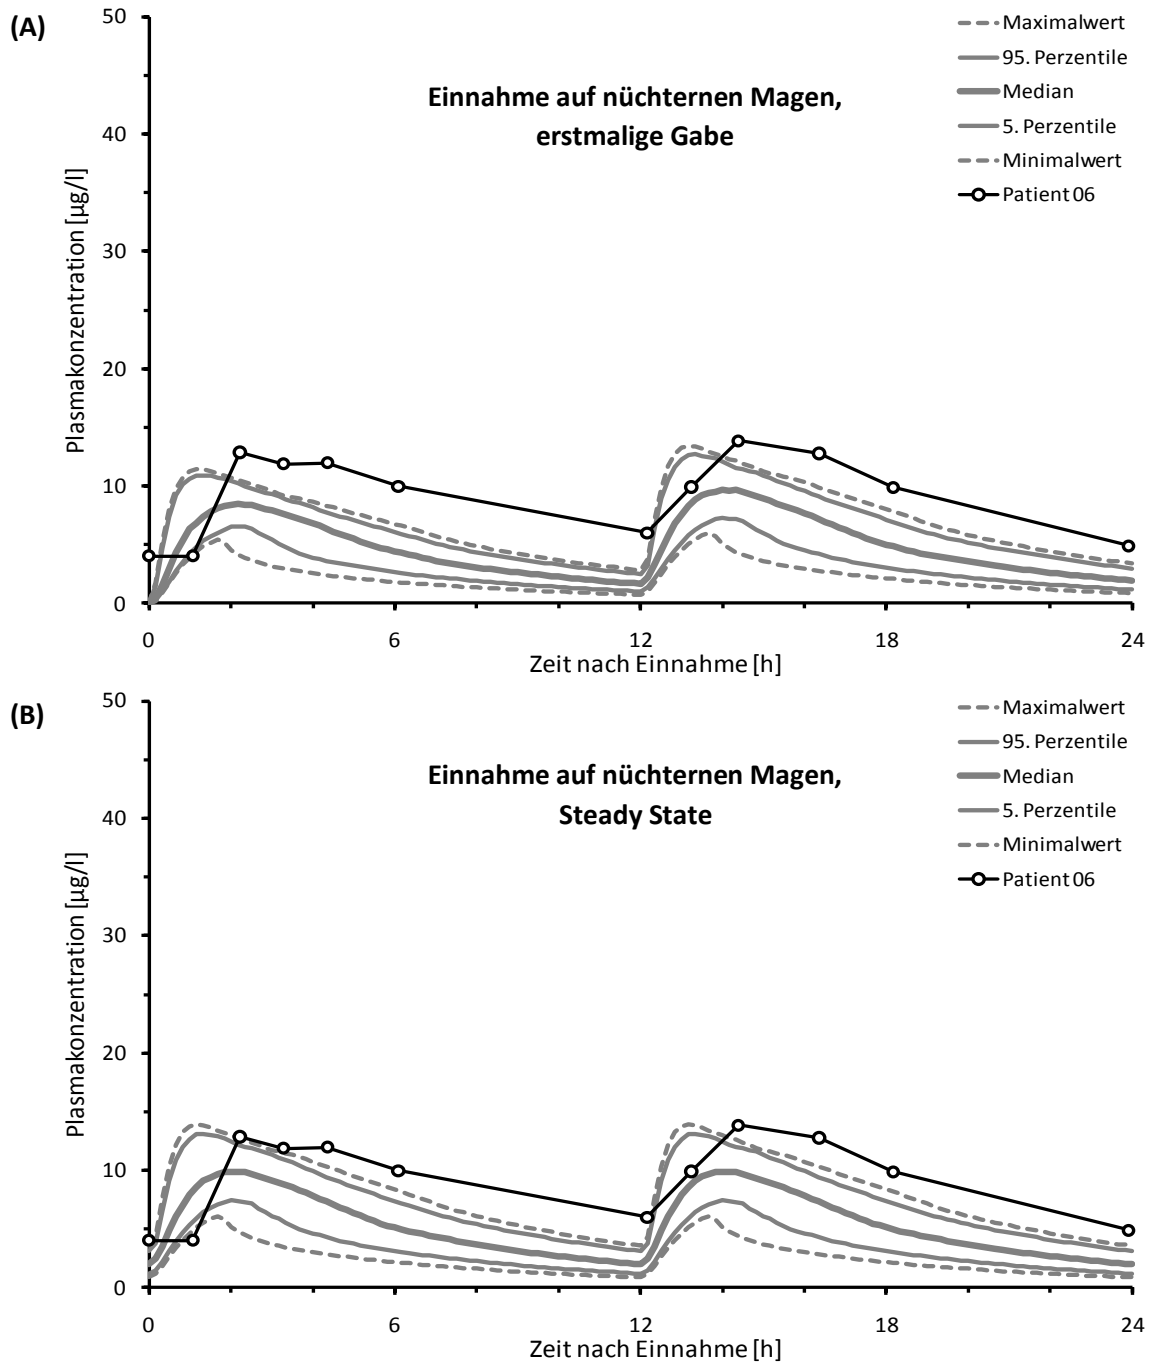 (A)
Plasmakonzentration [µg/l]
50
40
30
20
10
0
Einnahme auf nüchternen Magen,
erstmalige Gabe
Maximalwert
95. Perzentile
Median
5. Perzentile
Minimalwert
Patient 06
0 6 12 18 24
Zeit nach Einnahme [h]
(B)
Plasmakonzentration [µg/l]
50
40
30
20
10
0
Einnahme auf nüchternen Magen,
Steady State
Maximalwert
95. Perzentile
Median
5. Perzentile
Minimalwert
Patient 06
0 6 12 18 24
Zeit nach Einnahme [h]